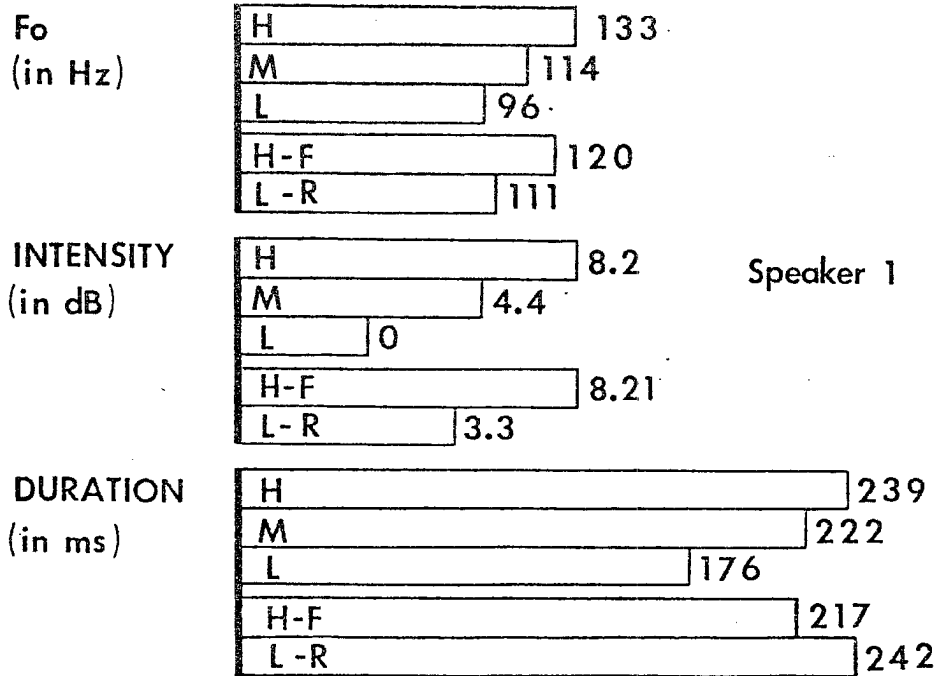 Fo
(in Hz)
H 133
M 114
L 96
H-F 120
L-R 111
INTENSITY
(in dB)
Speaker 1
H 8.2
M 4.4
L 0
H-F 8.21
L-R 3.3
DURATION
(in ms)
H 239
M 222
L 176
H-F 217
L-R 242